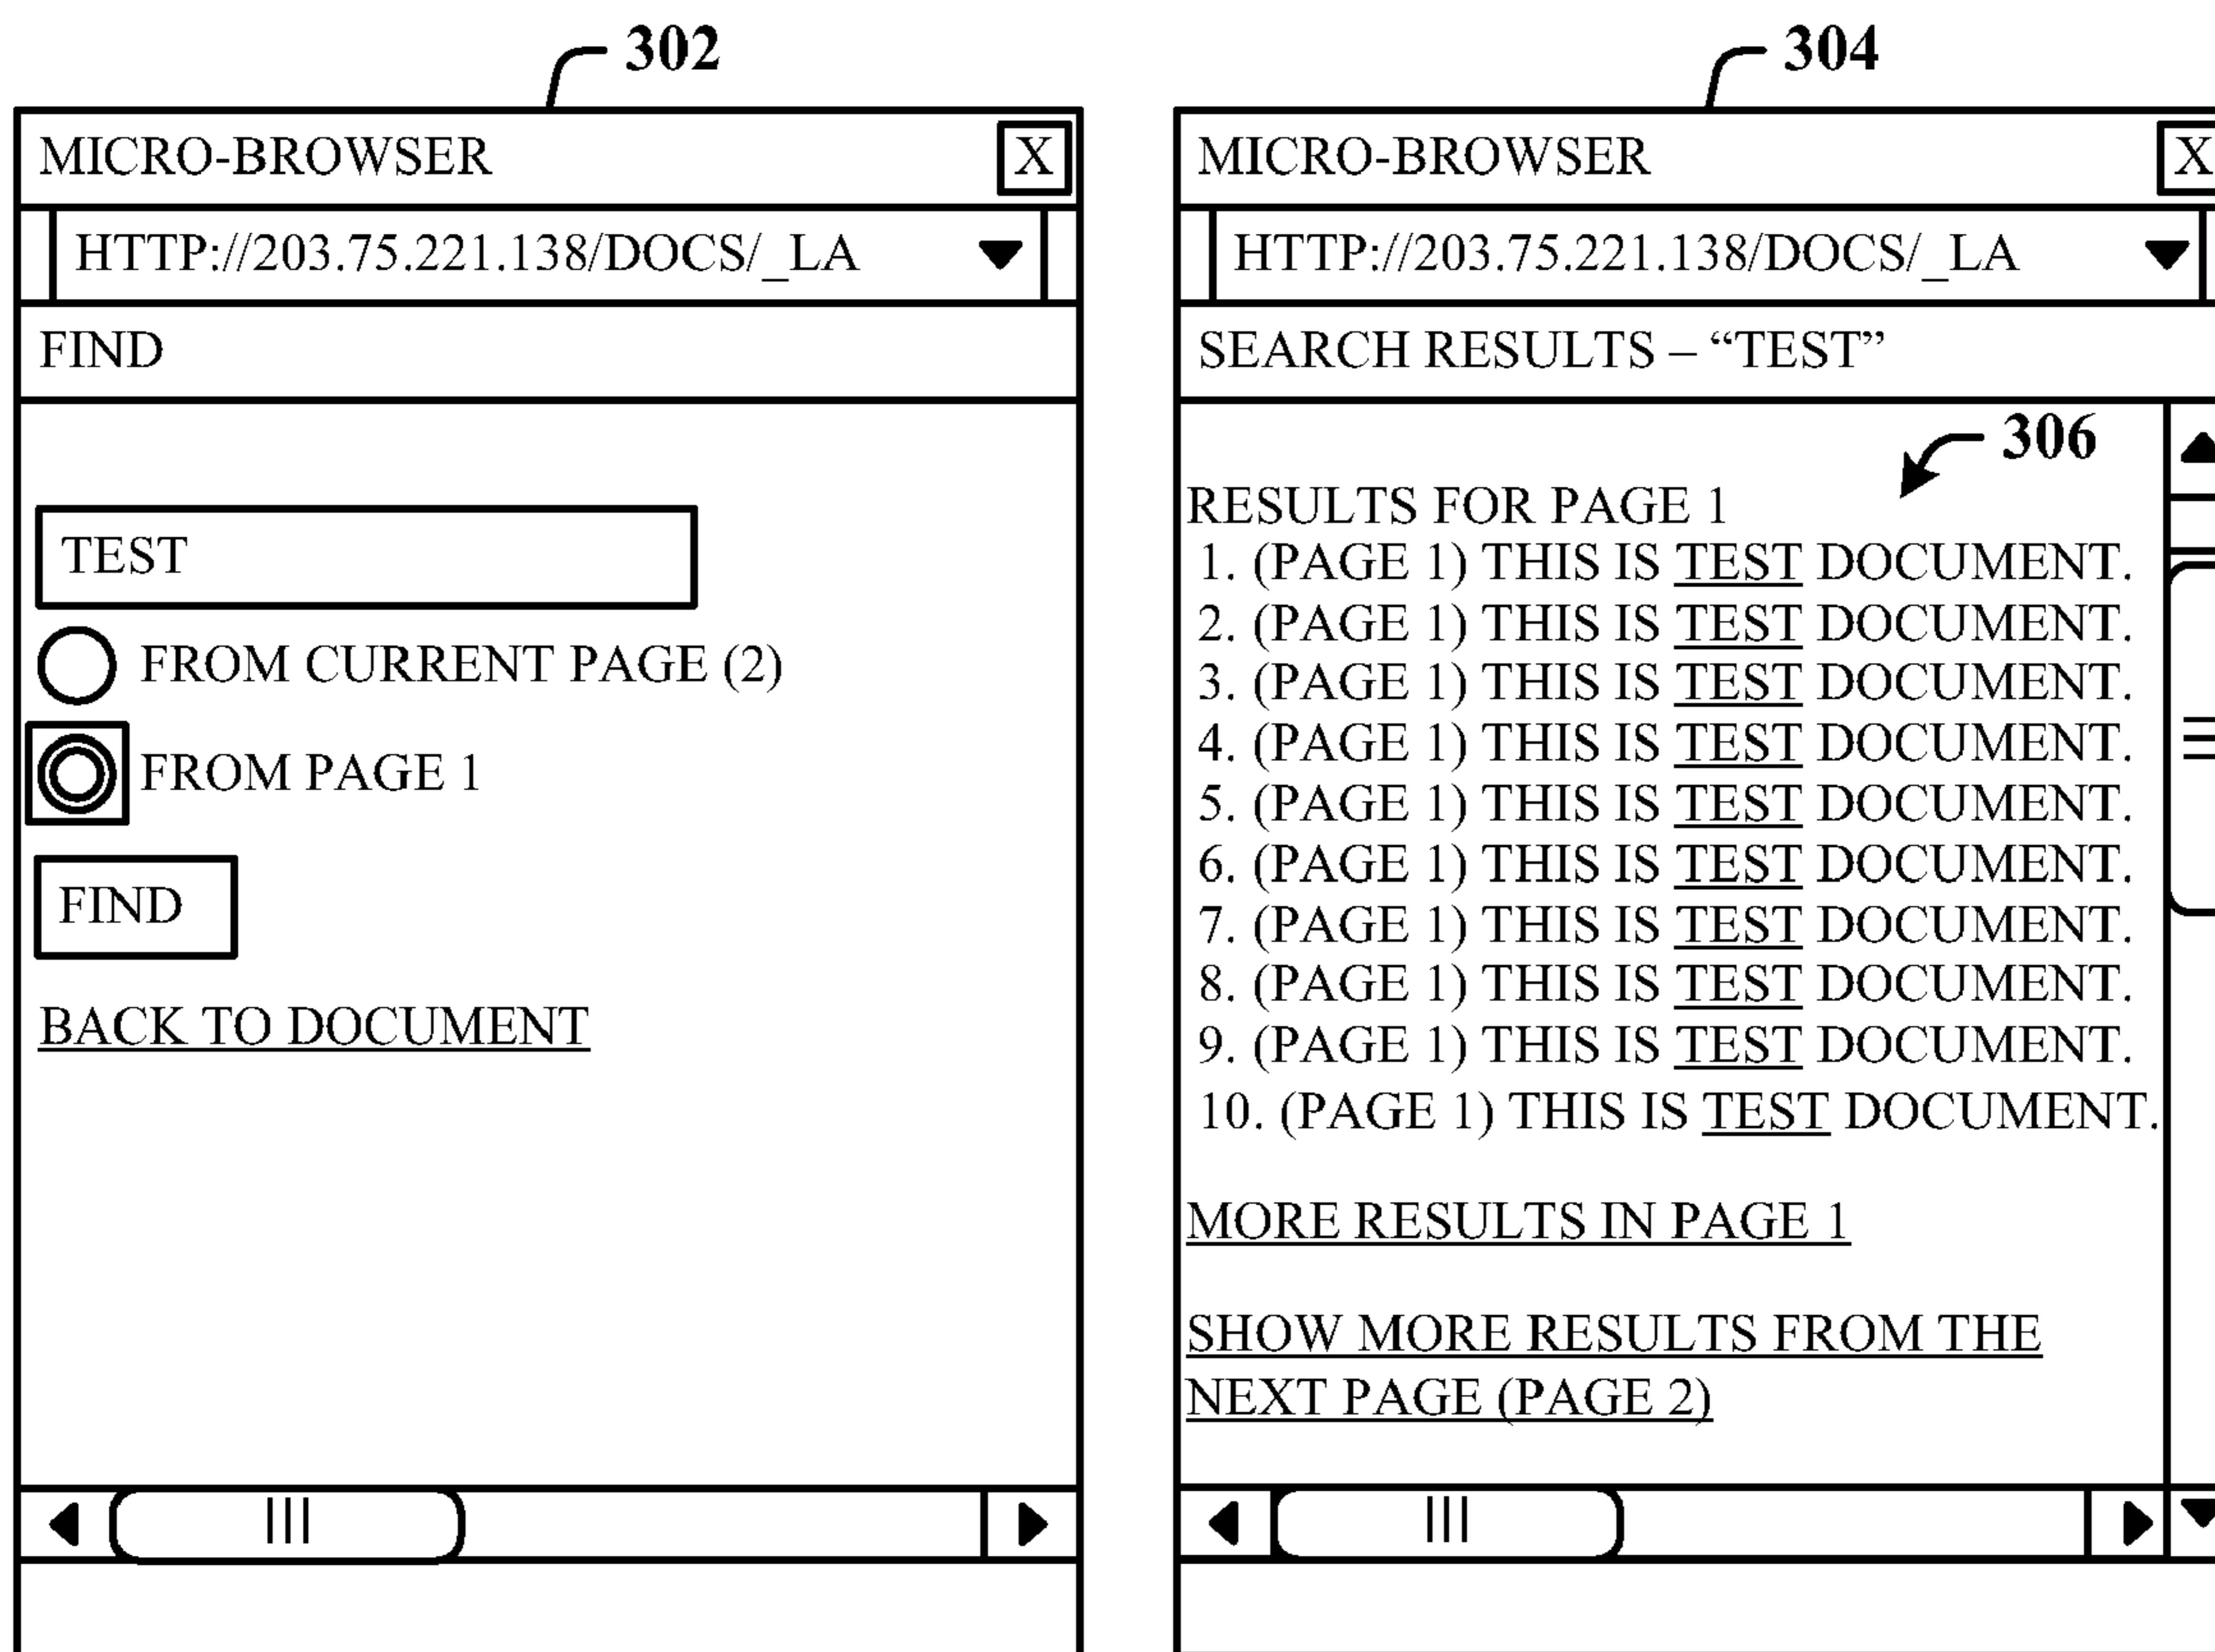 302
MICRO-BROWSER X
HTTP://203.75.221.138/DOCS/_LA
FIND
TEST
FROM CURRENT PAGE (2)
FROM PAGE 1
FIND
BACK TO DOCUMENT
304
MICRO-BROWSER X
HTTP://203.75.221.138/DOCS/_LA
SEARCH RESULTS – “TEST”
306
RESULTS FOR PAGE 1
1. (PAGE 1) THIS IS TEST DOCUMENT.
2. (PAGE 1) THIS IS TEST DOCUMENT.
3. (PAGE 1) THIS IS TEST DOCUMENT.
4. (PAGE 1) THIS IS TEST DOCUMENT.
5. (PAGE 1) THIS IS TEST DOCUMENT.
6. (PAGE 1) THIS IS TEST DOCUMENT.
7. (PAGE 1) THIS IS TEST DOCUMENT.
8. (PAGE 1) THIS IS TEST DOCUMENT.
9. (PAGE 1) THIS IS TEST DOCUMENT.
10. (PAGE 1) THIS IS TEST DOCUMENT.
MORE RESULTS IN PAGE 1
SHOW MORE RESULTS FROM THE
NEXT PAGE (PAGE 2)